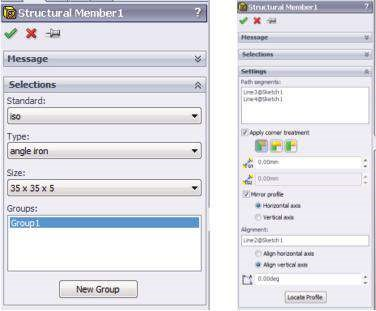 Structural Member1
?
Message
Selections
Standard:
iso
Type:
angle iron
Size:
35 x 35 x 5
Groups:
Group1
New Group
Structural Member1
?
Message
Selections
Settings
Path segments:
Line3@Sketch1
Line4@Sketch1
Apply corner treatment
0.00mm
0.00mm
Mirror profile
Horizontal axis
Vertical axis
Alignment:
Line2@Sketch1
Align horizontal axis
Align vertical axis
0.00deg
Locate Profile